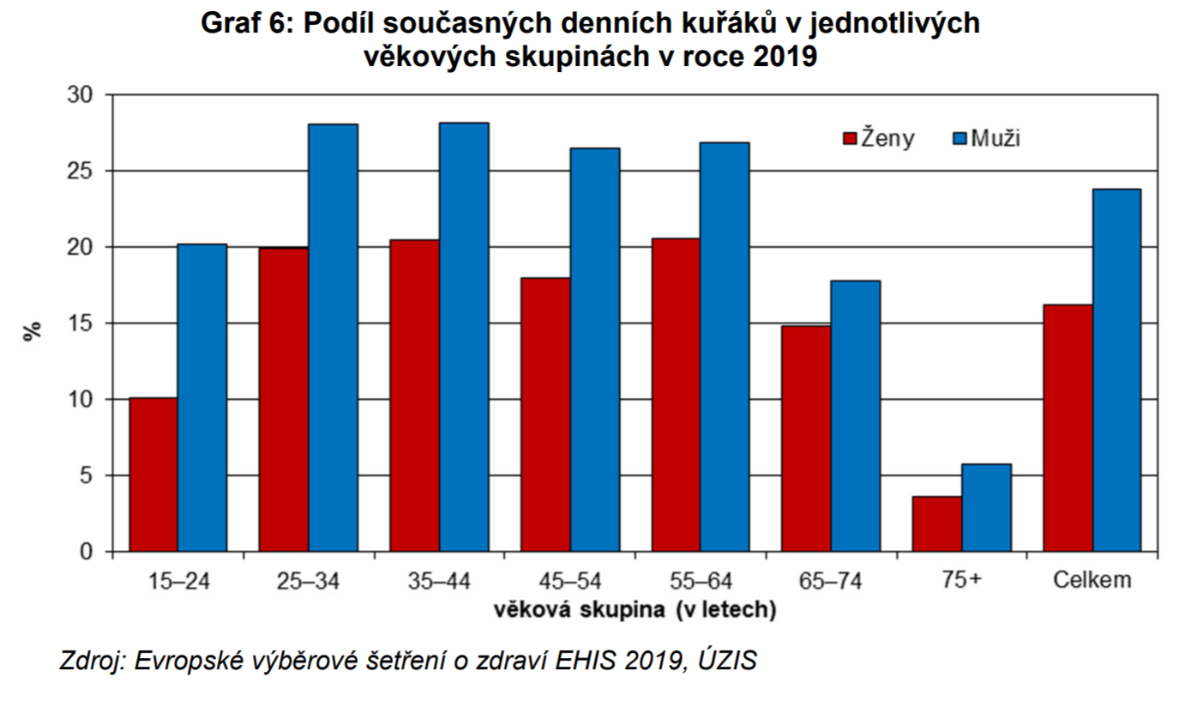 Graf 6: Podíl současných denních kuřáků v jednotlivých
věkových skupinách v roce 2019
30
25
20
15
10
5
0
%
Ženy Muži
15–24 25–34 35–44 45–54 55–64 65–74 75+ Celkem
věková skupina (v letech)
Zdroj: Evropské výběrové šetření o zdraví EHIS 2019, ÚZIS